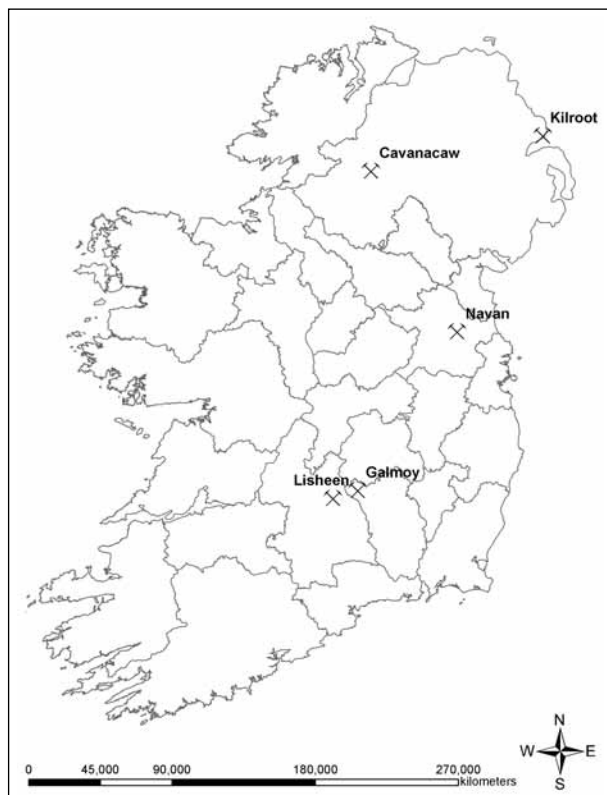 Kilroot
Cavanacaw
Navan
Galmoy
Lisheen
N
W E
S
0 45,000 90,000 180,000 270,000
kilometers